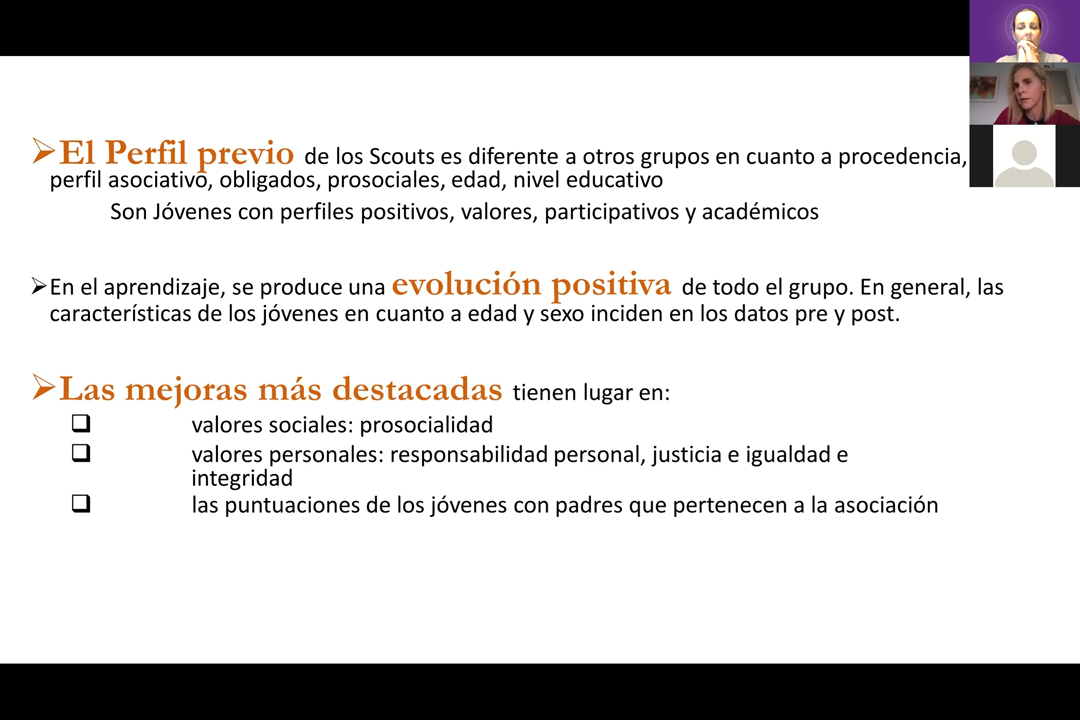 El Perfil previo de los Scouts es diferente a otros grupos en cuanto a procedencia,
perfil asociativo, obligados, prosociales, edad, nivel educativo
Son Jóvenes con perfiles positivos, valores, participativos y académicos
En el aprendizaje, se produce una evolución positiva de todo el grupo. En general, las
características de los jóvenes en cuanto a edad y sexo inciden en los datos pre y post.
Las mejoras más destacadas tienen lugar en:
valores sociales: prosocialidad
valores personales: responsabilidad personal, justicia e igualdad e
integridad
las puntuaciones de los jóvenes con padres que pertenecen a la asociación